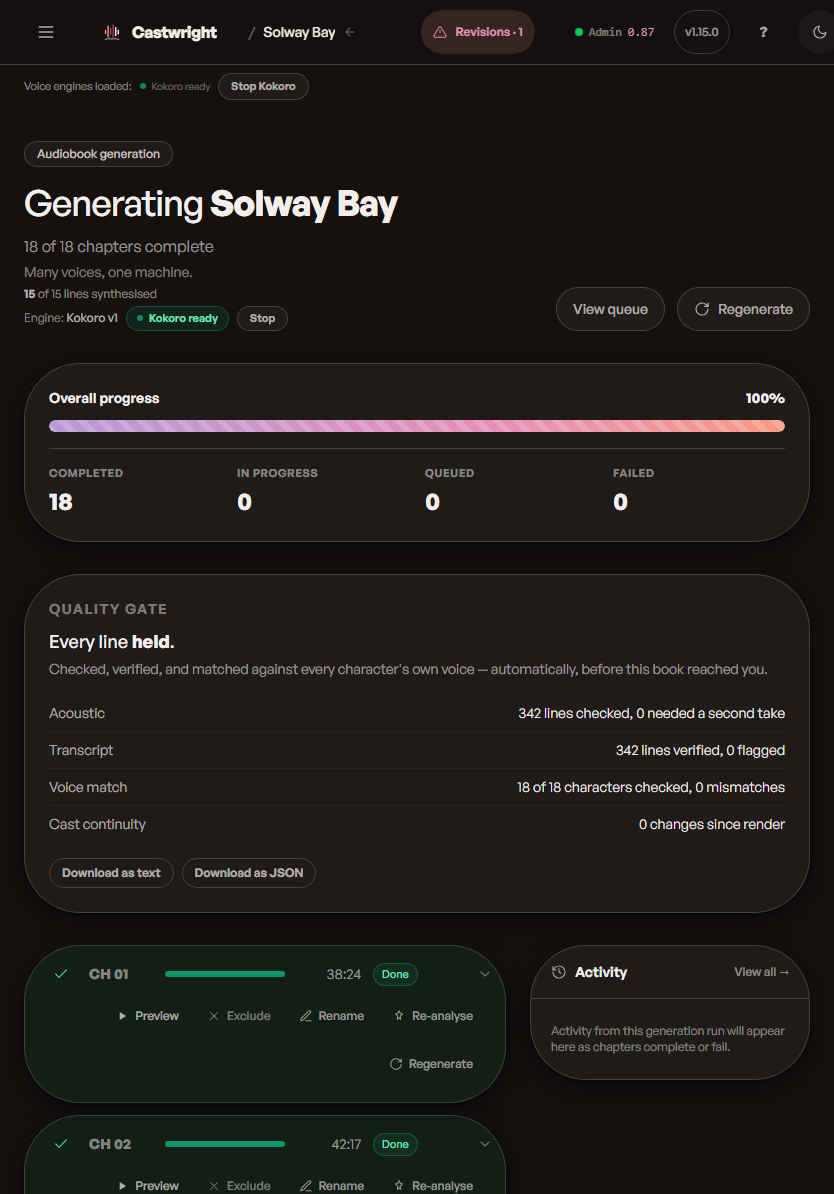 Castwright / Solway Bay ← Revisions · 1 Admin 0.87 v1.15.0 ?
Voice engines loaded: Kokoro ready Stop Kokoro
Audiobook generation
Generating Solway Bay
18 of 18 chapters complete
Many voices, one machine.
15 of 15 lines synthesised
Engine: Kokoro v1 Kokoro ready Stop
View queue Regenerate
Overall progress 100%
COMPLETED IN PROGRESS QUEUED FAILED
18 0 0 0
QUALITY GATE
Every line held.
Checked, verified, and matched against every character's own voice — automatically, before this book reached you.
Acoustic 342 lines checked, 0 needed a second take
Transcript 342 lines verified, 0 flagged
Voice match 18 of 18 characters checked, 0 mismatches
Cast continuity 0 changes since render
Download as text Download as JSON
CH 01 38:24 Done
Preview Exclude Rename Re-analyse
Regenerate
Activity View all →
Activity from this generation run will appear
here as chapters complete or fail.
CH 02 42:17 Done
Preview Exclude Rename Re-analyse